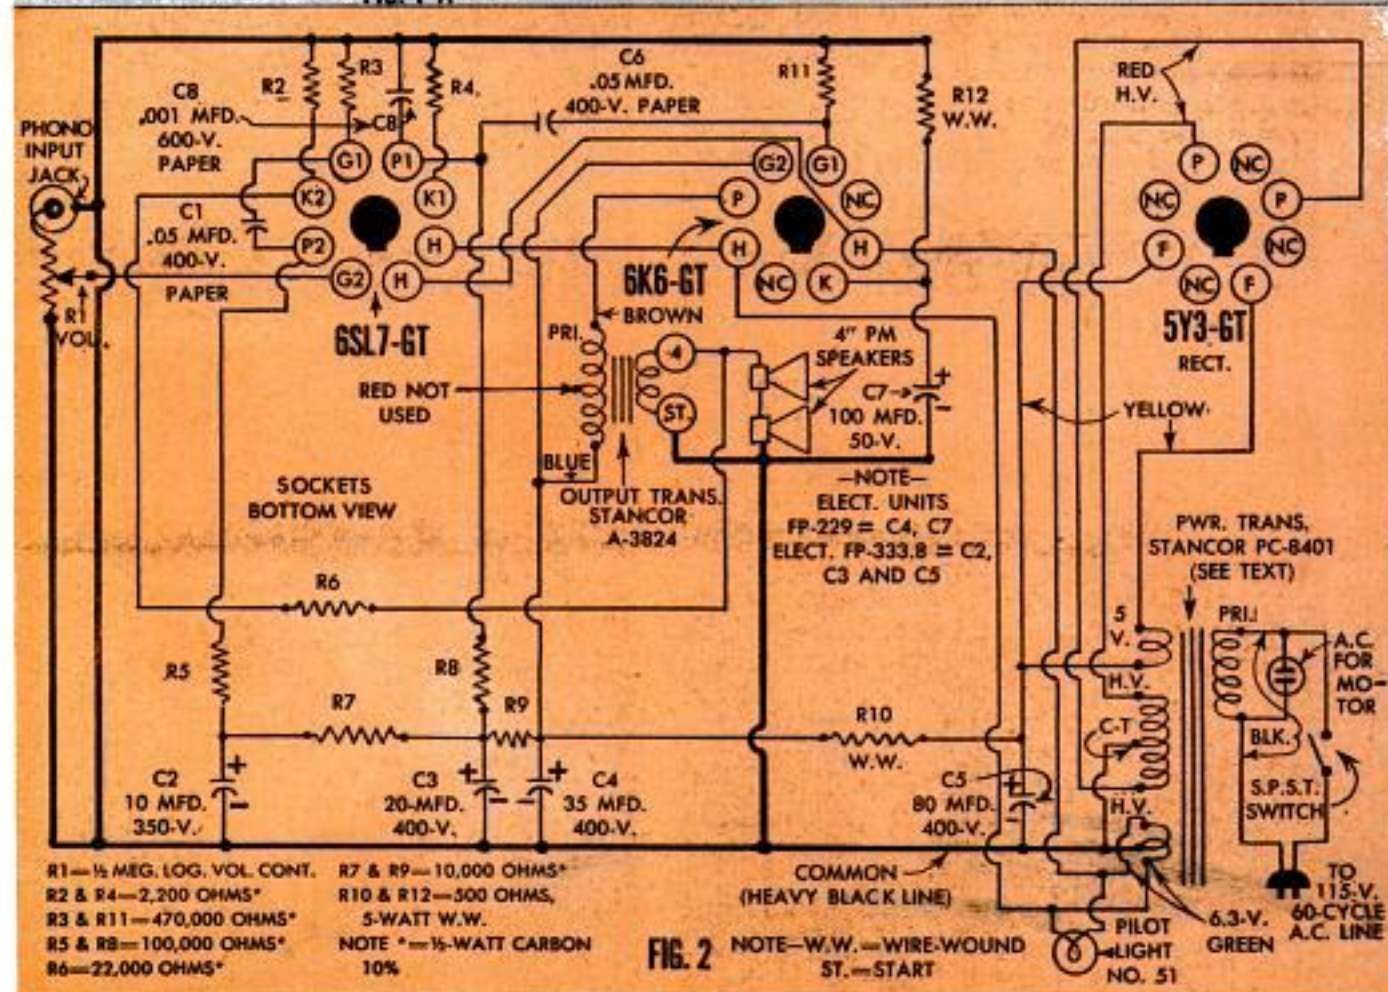 R2
R3
C8
R4
C6
.05 MFD.
400-V. PAPER
R11
R12
W.W.
RED
H.V.
C8
.001 MFD.
600-V.
PAPER
PHONO
INPUT
JACK
C1
.05 MFD.
400-V.
PAPER
R1
VOL.
G1
P1
K2
K1
P2
H
G2
H
6SL7-GT
G2
G1
P
NC
H
H
NC
K
6K6-GT
P
NC
NC
P
F
NC
NC
F
5Y3-GT
RECT.
BROWN
PRI.
4
ST.
4" PM
SPEAKERS
C7
100 MFD.
50-V.
YELLOW
RED NOT
USED
BLUE
OUTPUT TRANS.
STANCOR
A-3824
SOCKETS
BOTTOM VIEW
—NOTE—
ELECT. UNITS
FP-229 = C4, C7
ELECT. FP-333.8 = C2,
C3 AND C5
PWR. TRANS.
STANCOR PC-8401
(SEE TEXT)
R6
R5
R8
R7
R9
R10
W.W.
5
V.
H.V.
C-T
H.V.
PRI.
A.C.
FOR
MO-
TOR
BLK.
S.P.S.T.
SWITCH
C2
10 MFD.
350-V.
C3
20-MFD.
400-V.
C4
35 MFD.
400-V.
C5
80 MFD.
400-V.
COMMON
(HEAVY BLACK LINE)
TO
115-V.
60-CYCLE
A.C. LINE
6.3-V.
GREEN
PILOT
LIGHT
NO. 51
R1—½ MEG. LOG. VOL. CONT.
R2 & R4—2,200 OHMS*
R3 & R11—470,000 OHMS*
R5 & R8—100,000 OHMS*
R6—22,000 OHMS*
R7 & R9—10,000 OHMS*
R10 & R12—500 OHMS,
5-WATT W.W.
NOTE *=½-WATT CARBON
10%
FIG. 2
NOTE—W.W.—WIRE-WOUND
ST.—START